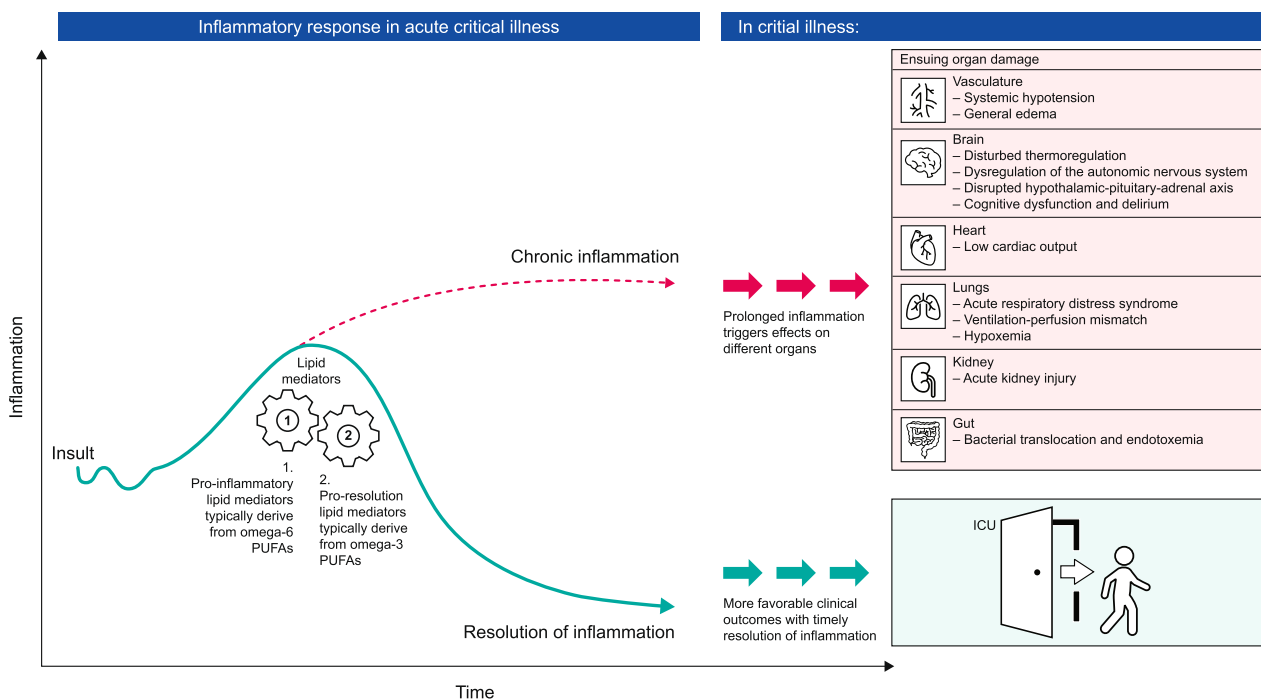 Inflammatory response in acute critical illness
In critial illness:
Inflammation
Insult
Chronic inflammation
Lipid
mediators
1
2
1.
Pro-inflammatory
lipid mediators
typically derive
from omega-6
PUFAs
2.
Pro-resolution
lipid mediators
typically derive
from omega-3
PUFAs
Resolution of inflammation
Time
Prolonged inflammation
triggers effects on
different organs
More favorable clinical
outcomes with timely
resolution of inflammation
Ensuing organ damage
Vasculature
– Systemic hypotension
– General edema
Brain
– Disturbed thermoregulation
– Dysregulation of the autonomic nervous system
– Disrupted hypothalamic-pituitary-adrenal axis
– Cognitive dysfunction and delirium
Heart
– Low cardiac output
Lungs
– Acute respiratory distress syndrome
– Ventilation-perfusion mismatch
– Hypoxemia
Kidney
– Acute kidney injury
Gut
– Bacterial translocation and endotoxemia
ICU